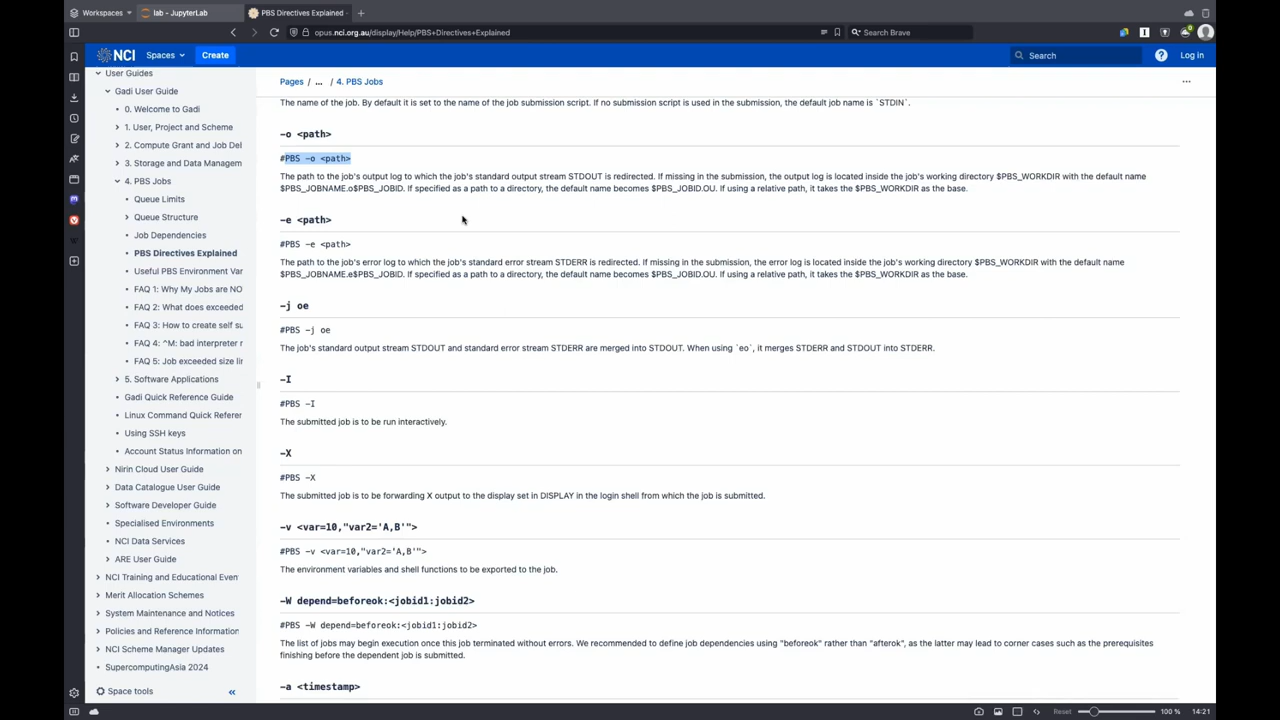 Workspaces
lab - JupyterLab
PBS Directives Explained -
opus.nci.org.au/display/Help/PBS+Directives+Explained
Search Brave
NCI
Spaces
Create
Search
Log in
User Guides
Gadi User Guide
0. Welcome to Gadi
1. User, Project and Scheme
2. Compute Grant and Job Del
3. Storage and Data Managem
4. PBS Jobs
Queue Limits
Queue Structure
Job Dependencies
PBS Directives Explained
Useful PBS Environment Var
FAQ 1: Why My Jobs are NO
FAQ 2: What does exceeded
FAQ 3: How to create self su
FAQ 4: ^M: bad interpreter r
FAQ 5: Job exceeded size lir
5. Software Applications
Gadi Quick Reference Guide
Linux Command Quick Referer
Using SSH keys
Account Status Information on
Nirin Cloud User Guide
Data Catalogue User Guide
Software Developer Guide
Specialised Environments
NCI Data Services
ARE User Guide
NCI Training and Educational Even
Merit Allocation Schemes
System Maintenance and Notices
Policies and Reference Information
NCI Scheme Manager Updates
SupercomputingAsia 2024
Space tools
Pages / ... / 4. PBS Jobs
The name of the job. By default it is set to the name of the job submission script. If no submission script is used in the submission, the default job name is `STDIN`.
-o <path>
#PBS -o <path>
The path to the job's output log to which the job's standard output stream STDOUT is redirected. If missing in the submission, the output log is located inside the job's working directory $PBS_WORKDIR with the default name
$PBS_JOBNAME.o$PBS_JOBID. If specified as a path to a directory, the default name becomes $PBS_JOBID.OU. If using a relative path, it takes the $PBS_WORKDIR as the base.
-e <path>
#PBS -e <path>
The path to the job's error log to which the job's standard error stream STDERR is redirected. If missing in the submission, the error log is located inside the job's working directory $PBS_WORKDIR with the default name
$PBS_JOBNAME.e$PBS_JOBID. If specified as a path to a directory, the default name becomes $PBS_JOBID.OU. If using a relative path, it takes the $PBS_WORKDIR as the base.
-j oe
#PBS -j oe
The job's standard output stream STDOUT and standard error stream STDERR are merged into STDOUT. When using `eo`, it merges STDERR and STDOUT into STDERR.
-I
#PBS -I
The submitted job is to be run interactively.
-X
#PBS -X
The submitted job is to be forwarding X output to the display set in DISPLAY in the login shell from which the job is submitted.
-v <var=10,"var2='A,B'">
#PBS -v <var=10,"var2='A,B'">
The environment variables and shell functions to be exported to the job.
-W depend=beforeok:<jobid1:jobid2>
#PBS -W depend=beforeok:<jobid1:jobid2>
The list of jobs may begin execution once this job terminated without errors. We recommended to define job dependencies using "beforeok" rather than "afterok", as the latter may lead to corner cases such as the prerequisites
finishing before the dependent job is submitted.
-a <timestamp>
Reset
100 %
14:21